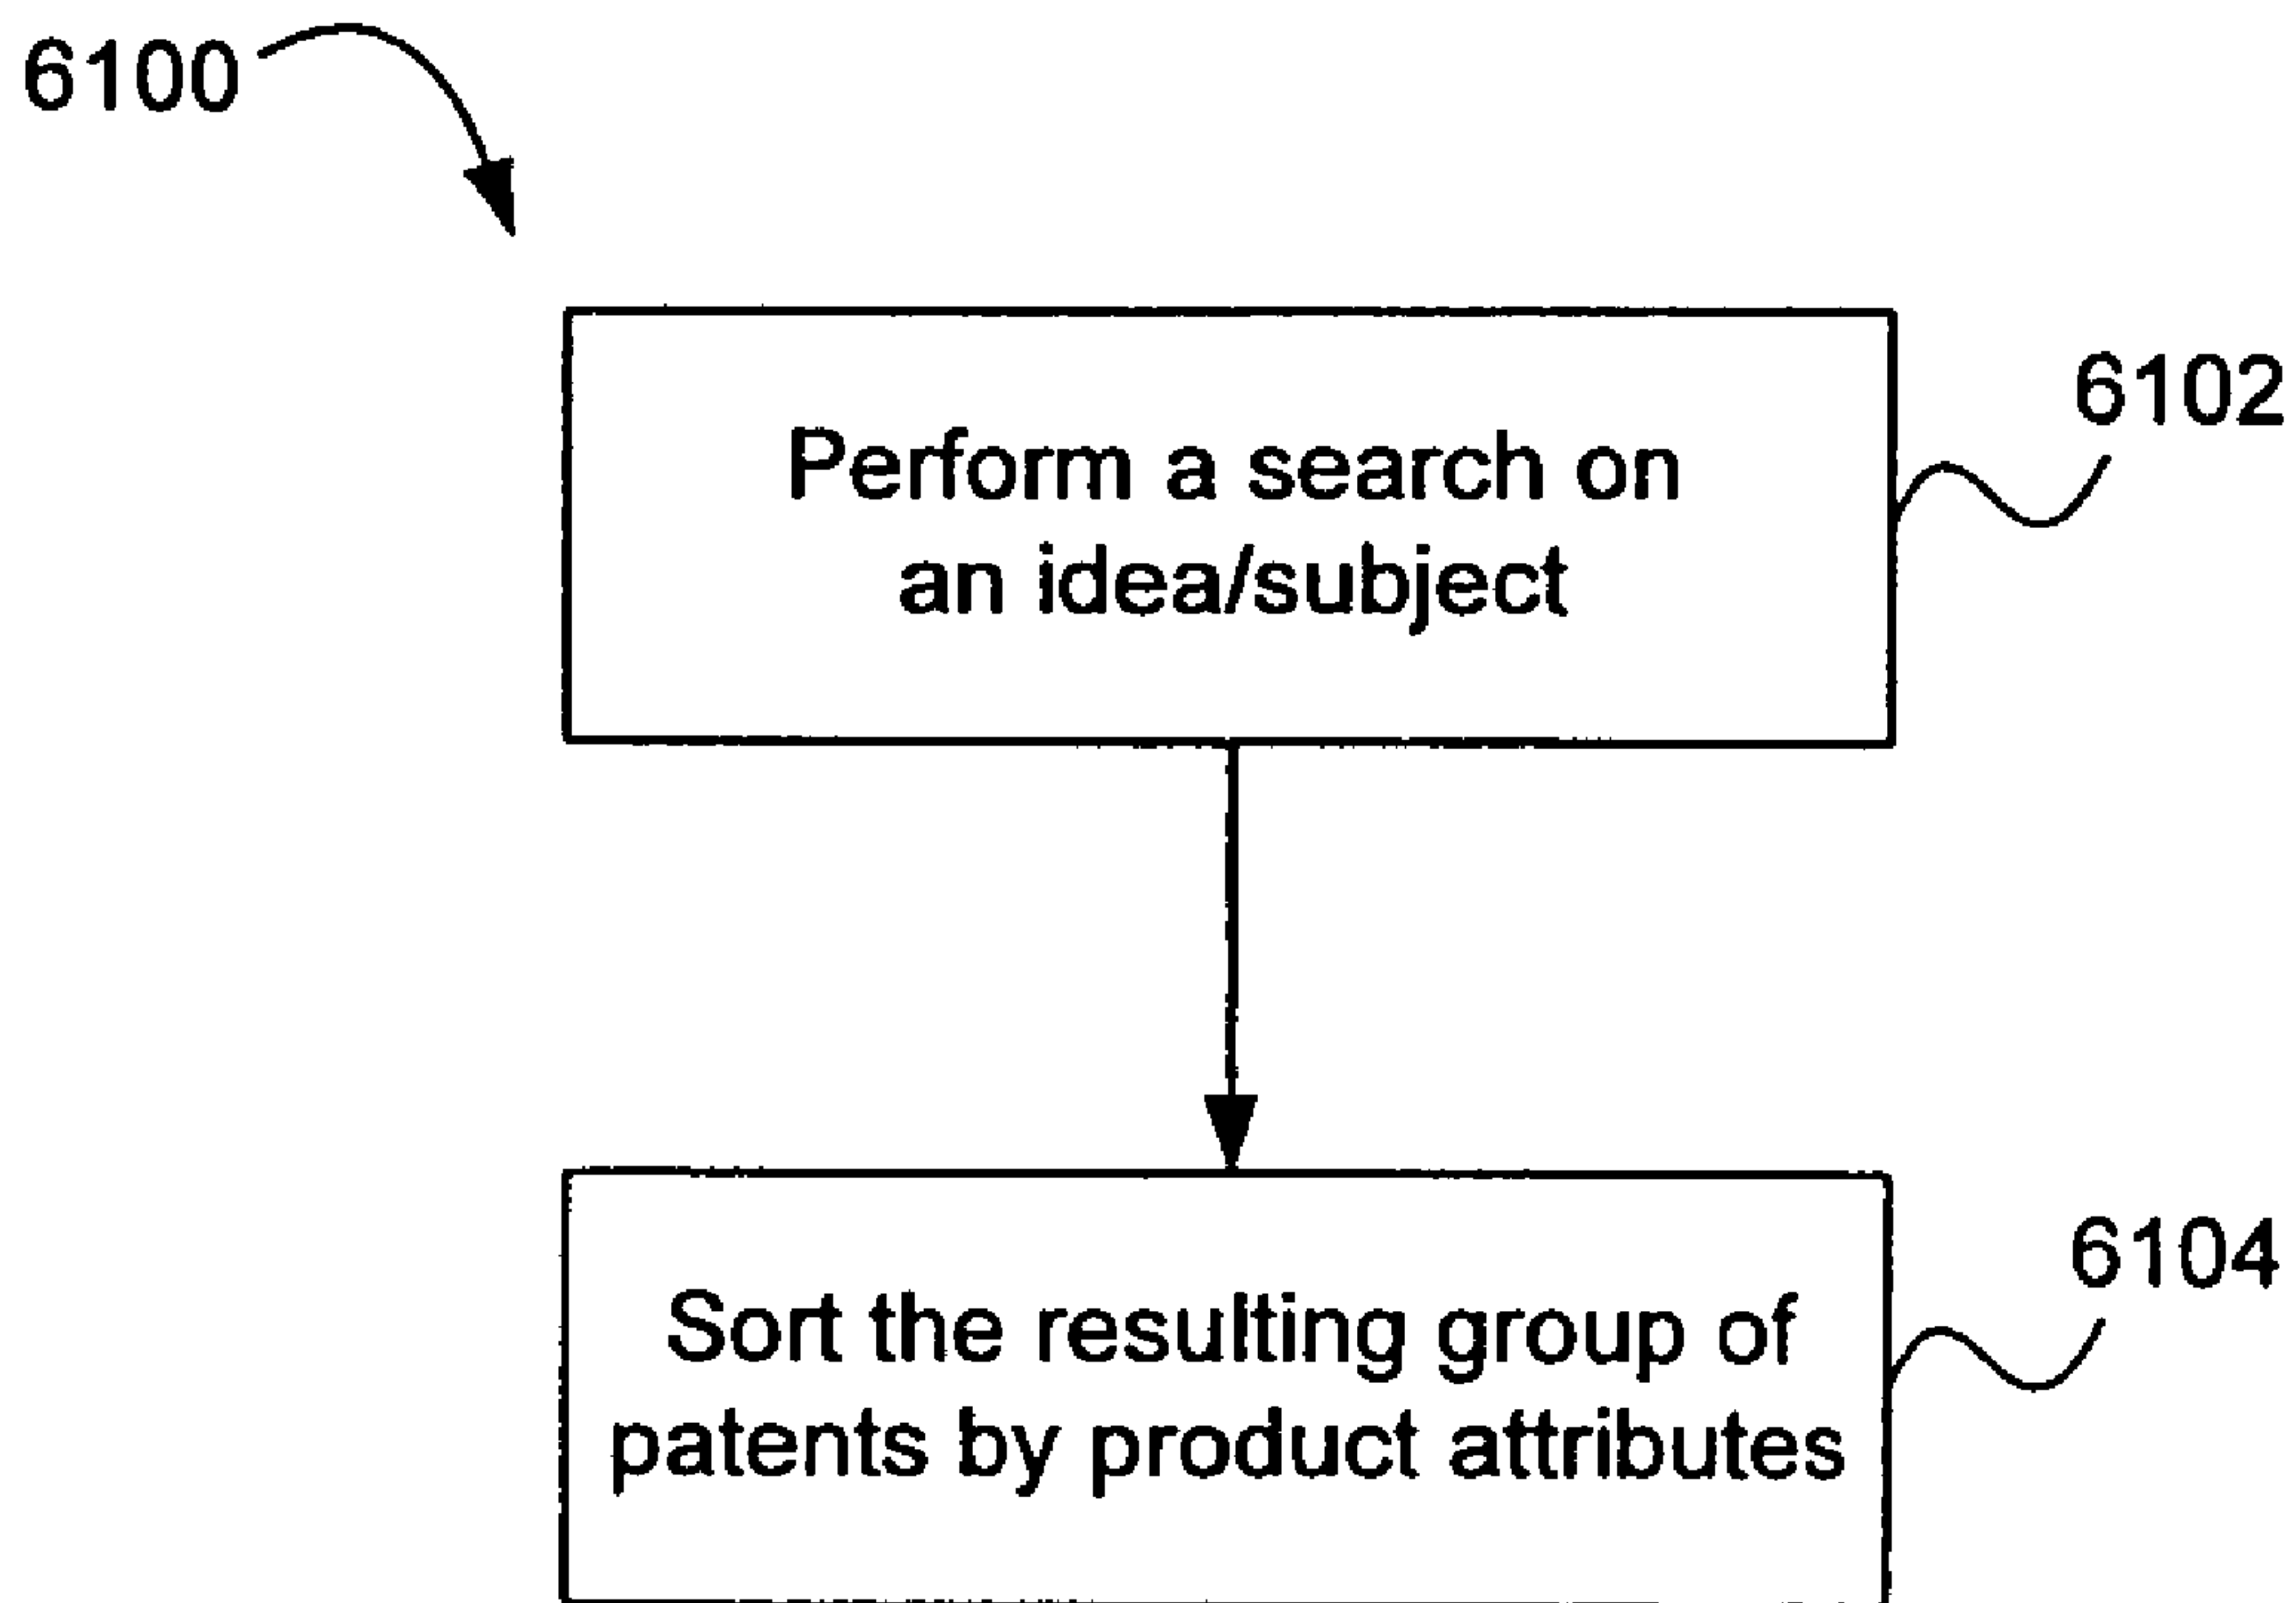 6100
Perform a search on
an idea/subject
6102
Sort the resulting group of
patents by product attributes
6104